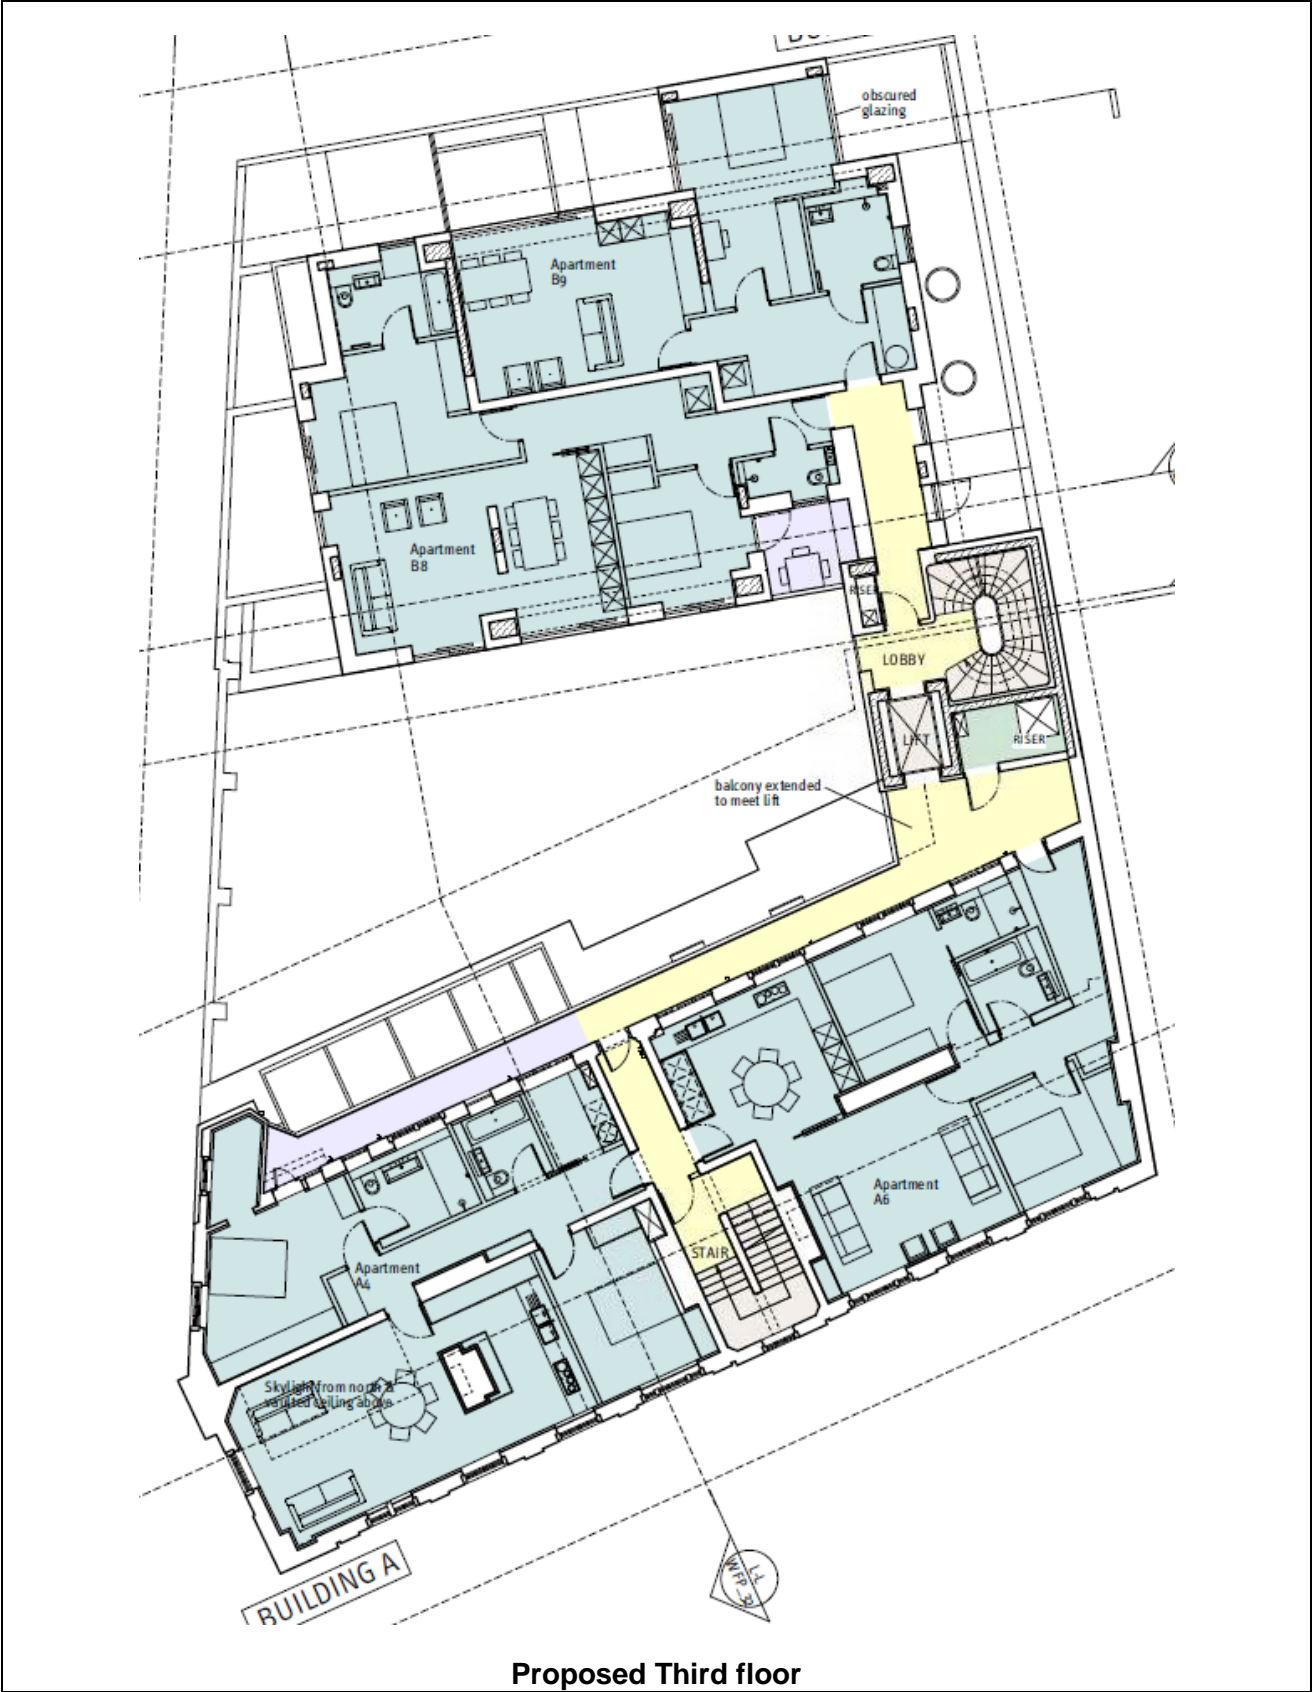 obscured
glazing
Apartment
B9
Apartment
B8
RISER
LOBBY
LIFT
RISER
balcony extended
to meet lift
Apartment
A6
STAIR
Apartment
A4
Skylight from north &
vaulted ceiling above
BUILDING A
L-L
Proposed Third floor